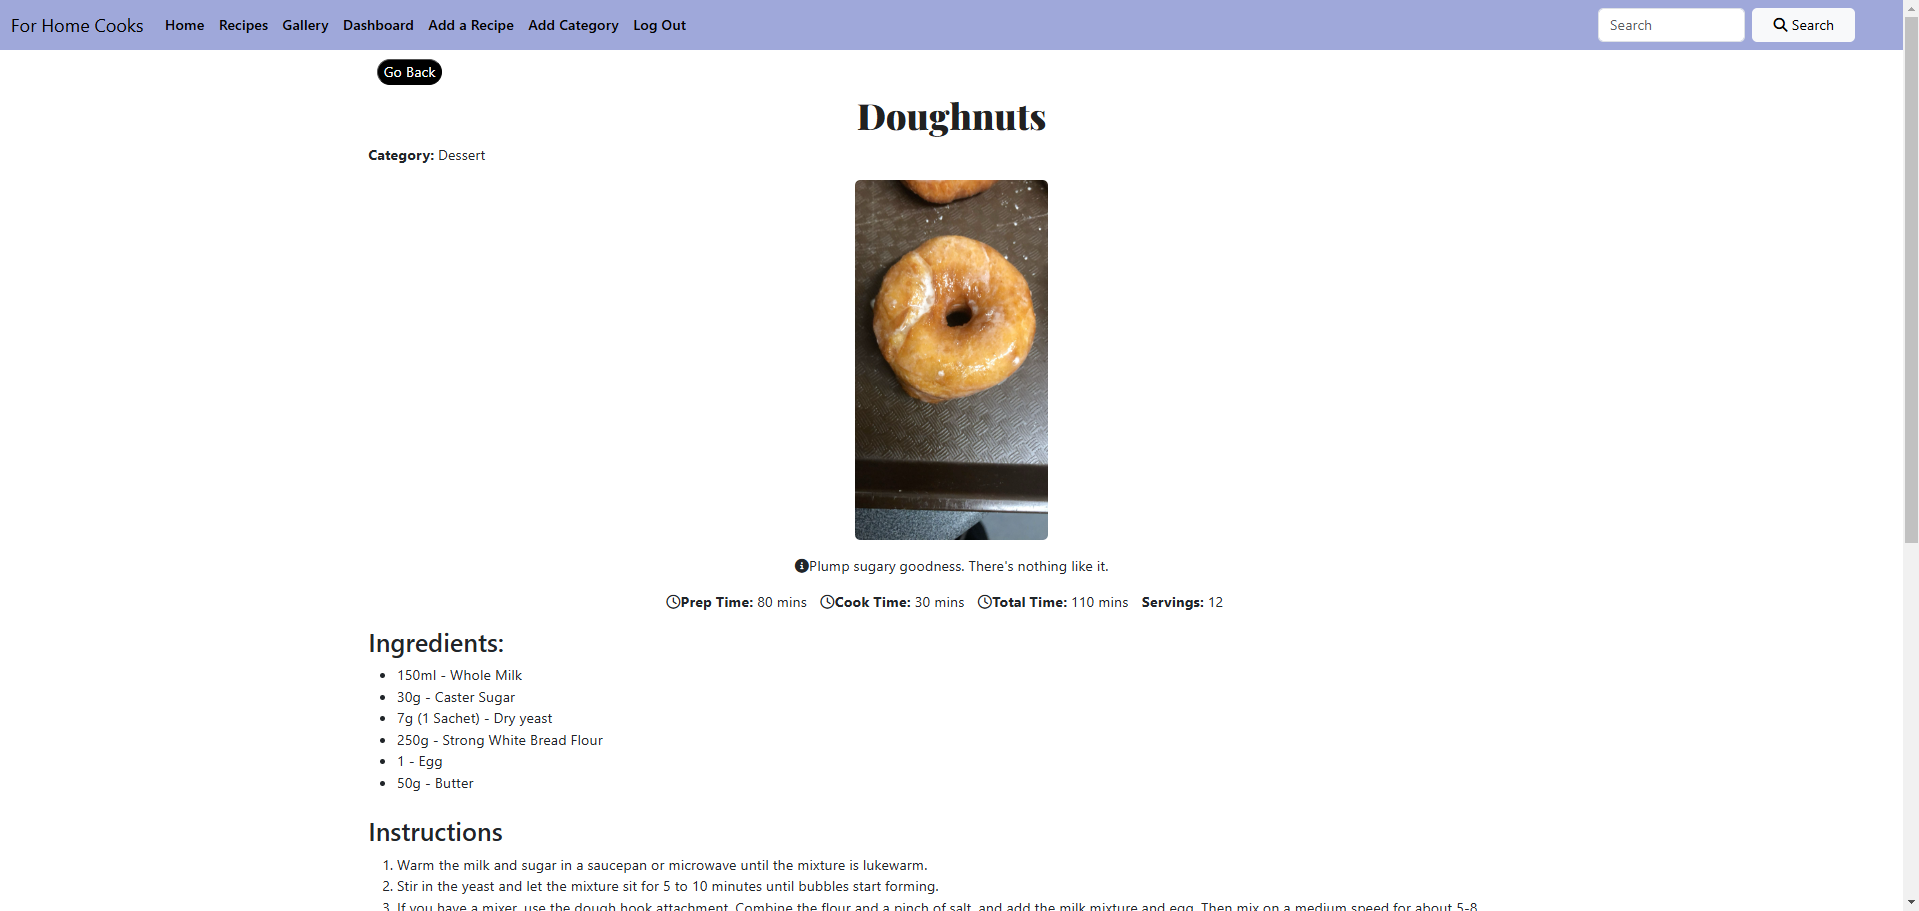 For Home Cooks Home Recipes Gallery Dashboard Add a Recipe Add Category Log Out Search Search
Go Back
Doughnuts
Category: Dessert
Plump sugary goodness. There's nothing like it.
Prep Time: 80 mins Cook Time: 30 mins Total Time: 110 mins Servings: 12
Ingredients:
• 150ml - Whole Milk
• 30g - Caster Sugar
• 7g (1 Sachet) - Dry yeast
• 250g - Strong White Bread Flour
• 1 - Egg
• 50g - Butter
Instructions
1. Warm the milk and sugar in a saucepan or microwave until the mixture is lukewarm.
2. Stir in the yeast and let the mixture sit for 5 to 10 minutes until bubbles start forming.
3. If you have a mixer, use the dough hook attachment. Combine the flour and a pinch of salt, and add the milk mixture and egg. Then mix on a medium speed for about 5-8